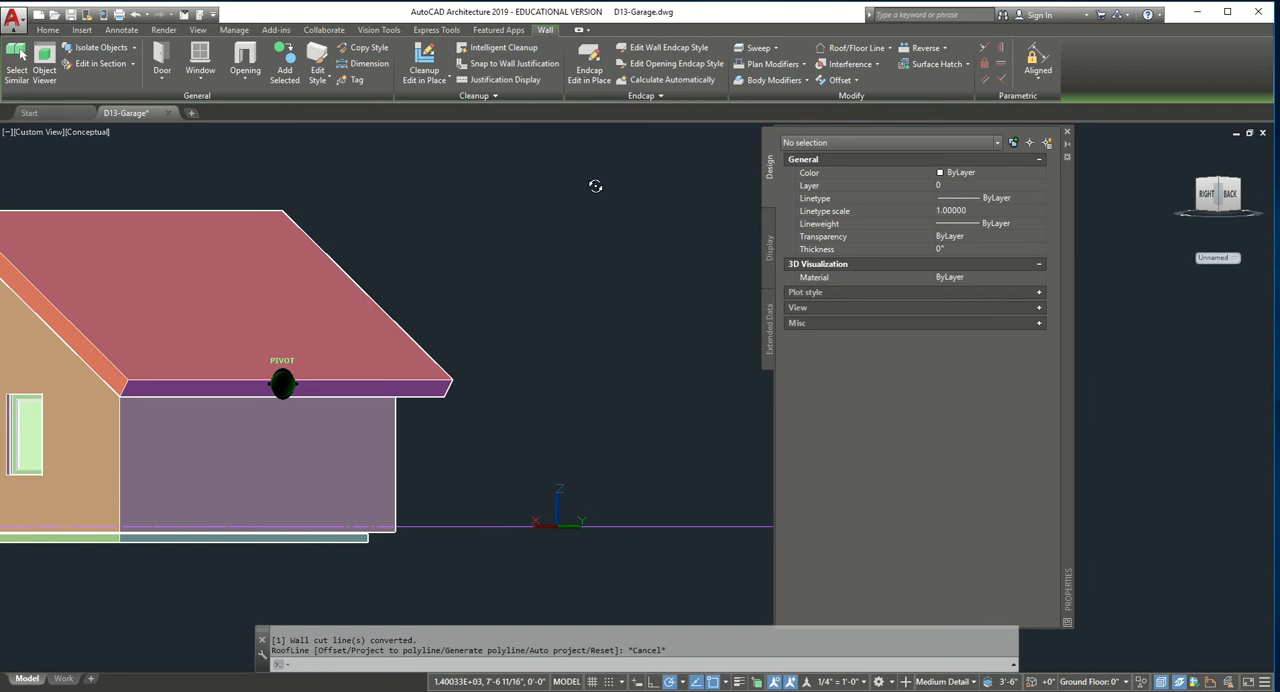 AutoCAD Architecture 2019 - EDUCATIONAL VERSION D13-Garage.dwg
Type a keyword or phrase
Sign In
Home Insert Annotate Render View Manage Add-ins Collaborate Vision Tools Express Tools Featured Apps Wall
Select Similar
Object Viewer
Isolate Objects
Edit in Section
General
Door
Window
Opening
Add Selected
Edit Style
Copy Style
Dimension
Tag
Cleanup Edit in Place
Intelligent Cleanup
Snap to Wall Justification
Justification Display
Cleanup
Endcap Edit in Place
Edit Wall Endcap Style
Edit Opening Endcap Style
Calculate Automatically
Endcap
Sweep
Plan Modifiers
Body Modifiers
Roof/Floor Line
Interference
Offset
Reverse
Surface Hatch
Modify
Aligned
Parametric
Start
D13-Garage*
[−][Custom View][Conceptual]
No selection
Design
Display
Extended Data
General
Color ByLayer
Layer 0
Linetype ByLayer
Linetype scale 1.00000
Lineweight ByLayer
Transparency ByLayer
Thickness 0"
3D Visualization
Material ByLayer
Plot style
View
Misc
PROPERTIES
RIGHT BACK
Unnamed
PIVOT
Z
X
Y
[1] Wall cut line(s) converted.
RoofLine [Offset/Project to polyline/Generate polyline/Auto project/Reset]: *Cancel*
Model Work
1.40033E+03, 7'-6 11/16", 0'-0" MODEL
1/4" = 1'-0"
Medium Detail
3'-6"
+0"
Ground Floor: 0"